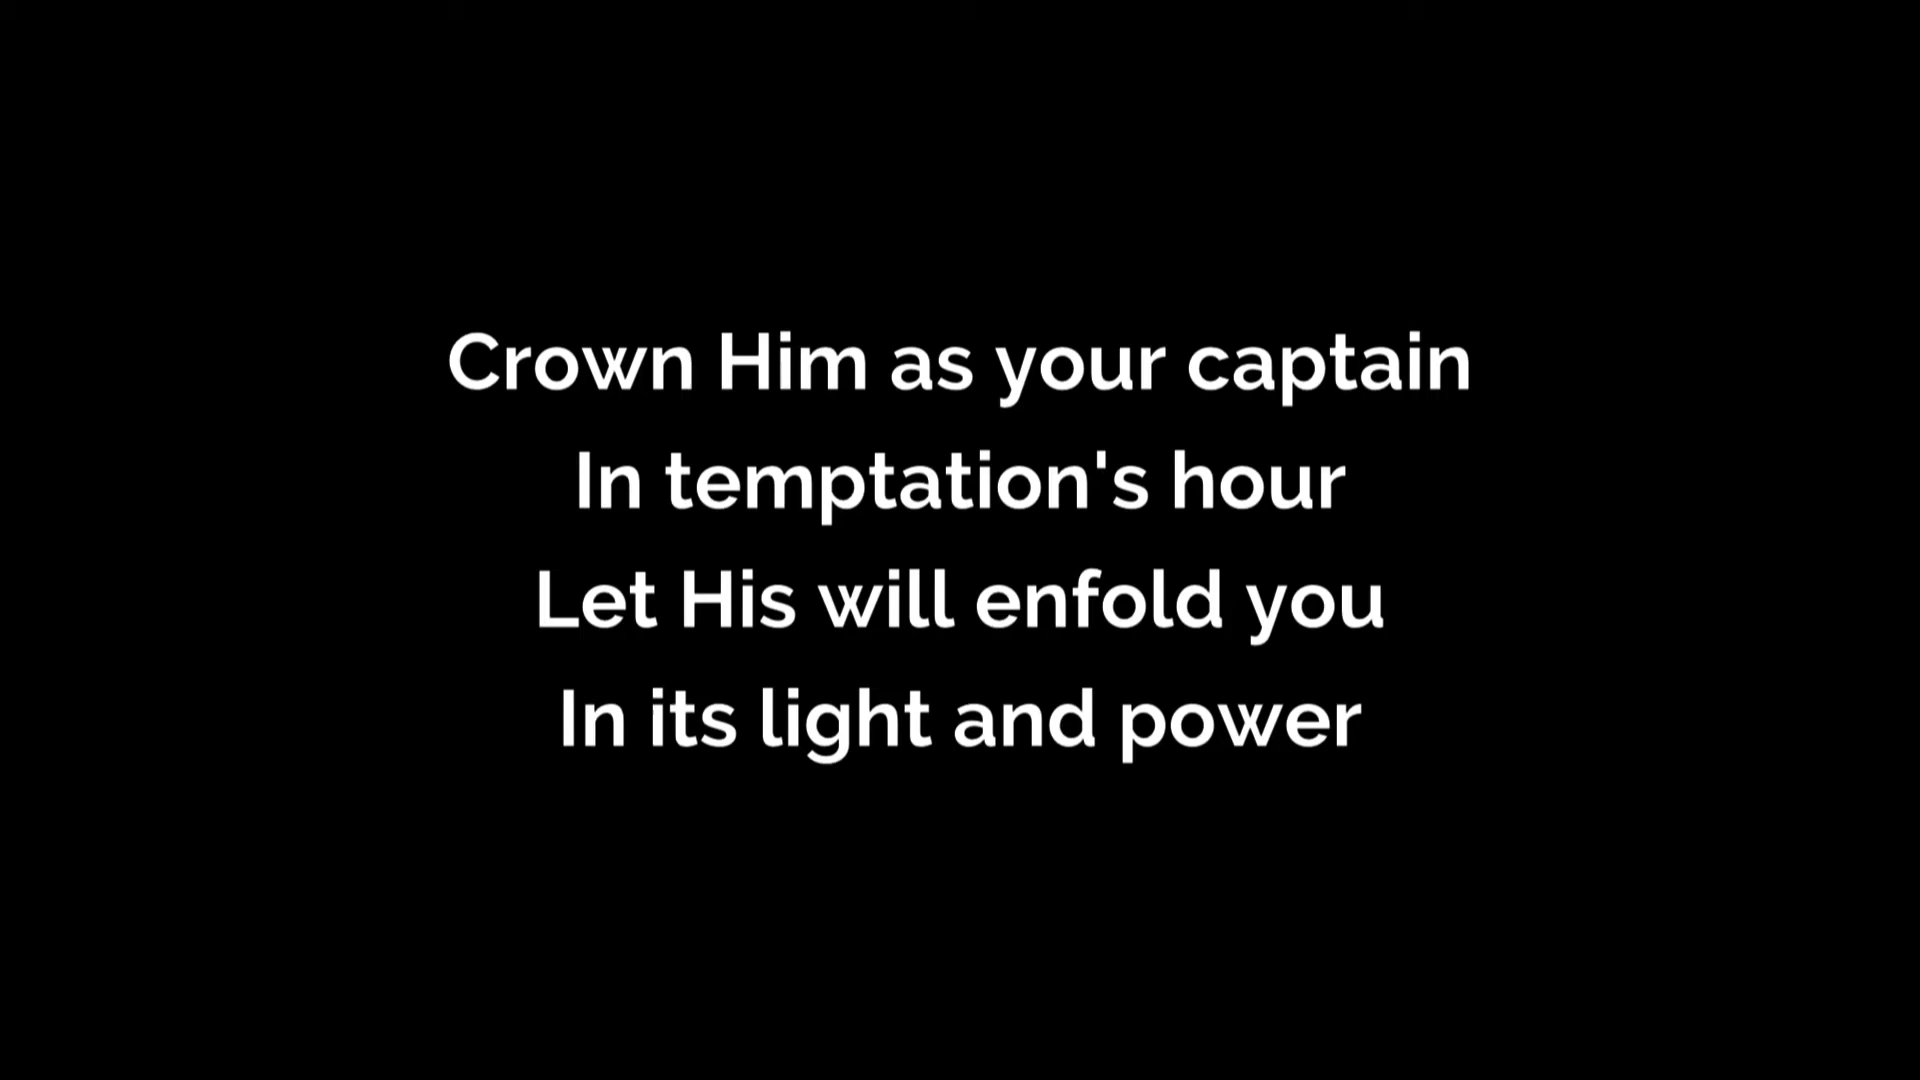 Crown Him as your captain
In temptation's hour
Let His will enfold you
In its light and power